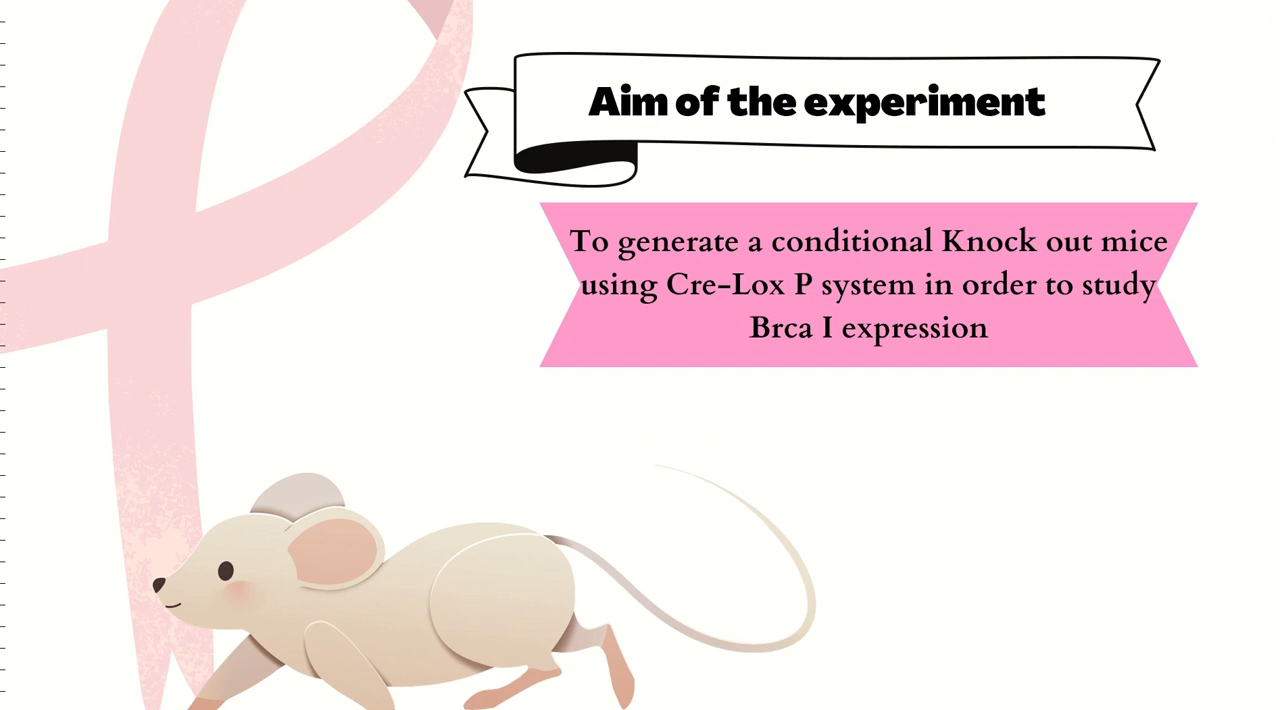 Aim of the experiment
To generate a conditional Knock out mice
using Cre-Lox P system in order to study
Brca I expression